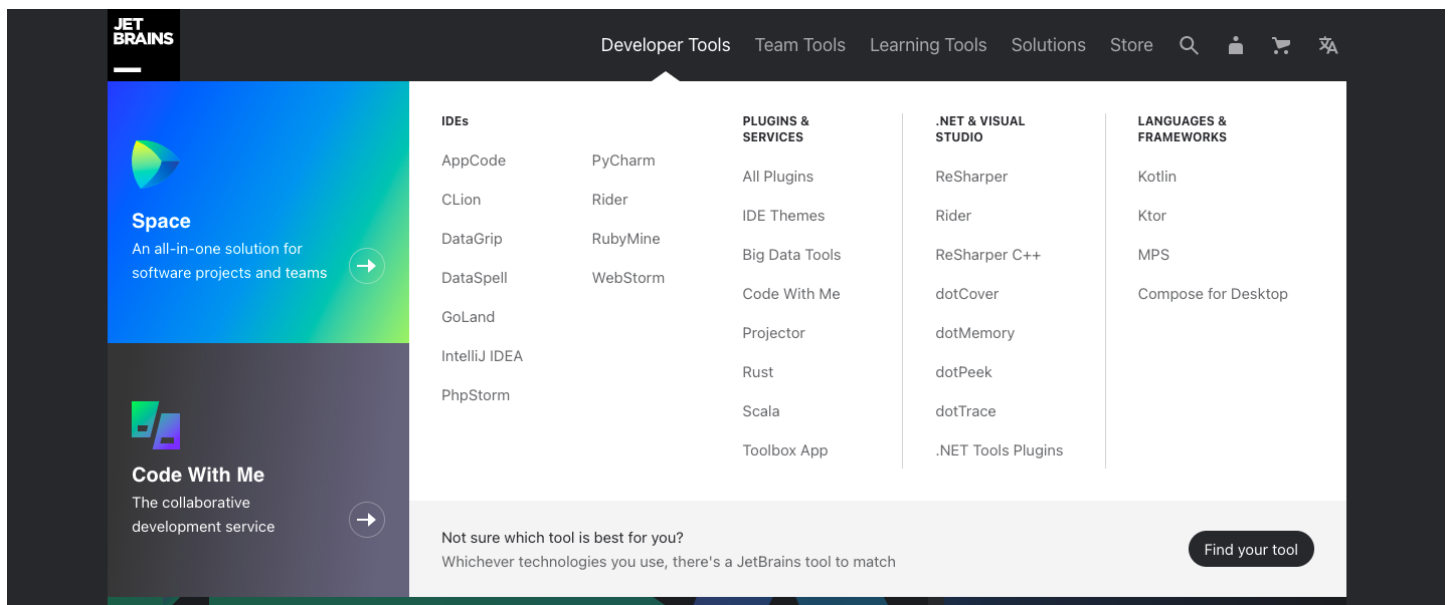 JET
BRAINS
Developer Tools
Team Tools
Learning Tools
Solutions
Store
Space
An all-in-one solution for
software projects and teams
Code With Me
The collaborative
development service
IDEs
AppCode
CLion
DataGrip
DataSpell
GoLand
IntelliJ IDEA
PhpStorm
PyCharm
Rider
RubyMine
WebStorm
PLUGINS &
SERVICES
All Plugins
IDE Themes
Big Data Tools
Code With Me
Projector
Rust
Scala
Toolbox App
.NET & VISUAL
STUDIO
ReSharper
Rider
ReSharper C++
dotCover
dotMemory
dotPeek
dotTrace
.NET Tools Plugins
LANGUAGES &
FRAMEWORKS
Kotlin
Ktor
MPS
Compose for Desktop
Not sure which tool is best for you?
Whichever technologies you use, there's a JetBrains tool to match
Find your tool